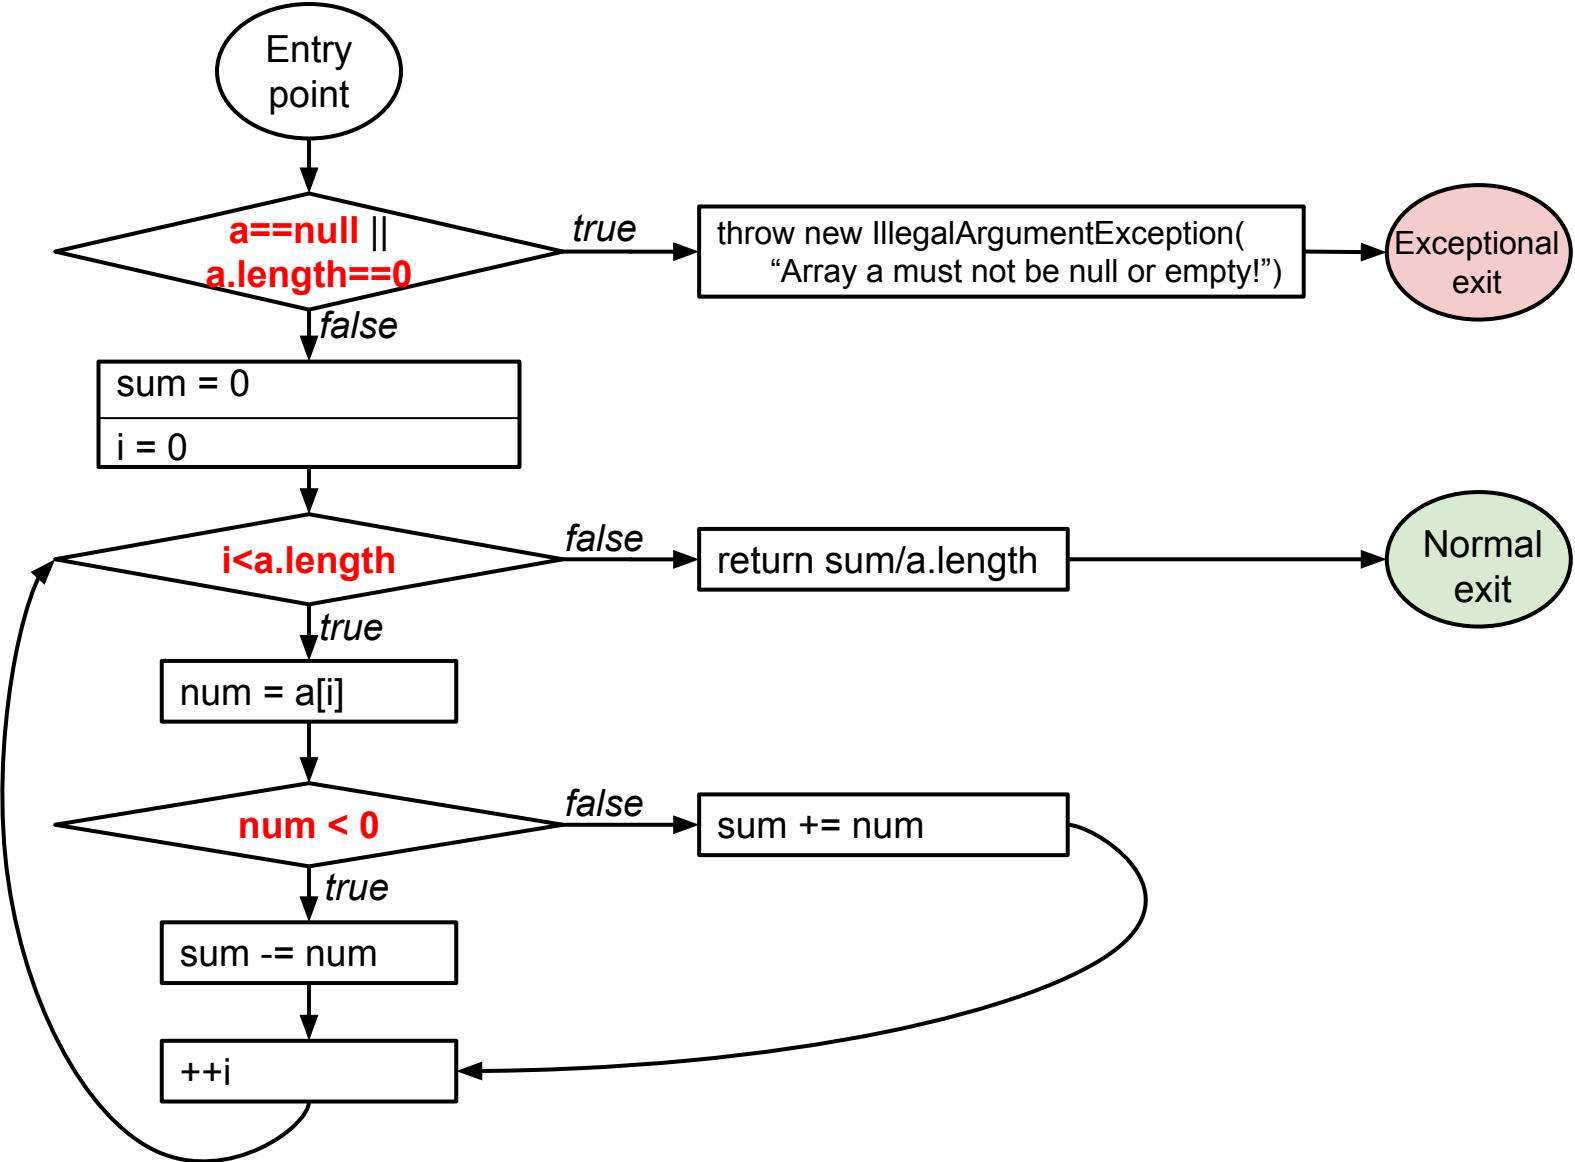 Entry
point
a==null ||
a.length==0
true
throw new IllegalArgumentException(
“Array a must not be null or empty!”)
Exceptional
exit
false
sum = 0
i = 0
i<a.length
false
return sum/a.length
Normal
exit
true
num = a[i]
num < 0
false
sum += num
true
sum -= num
++i